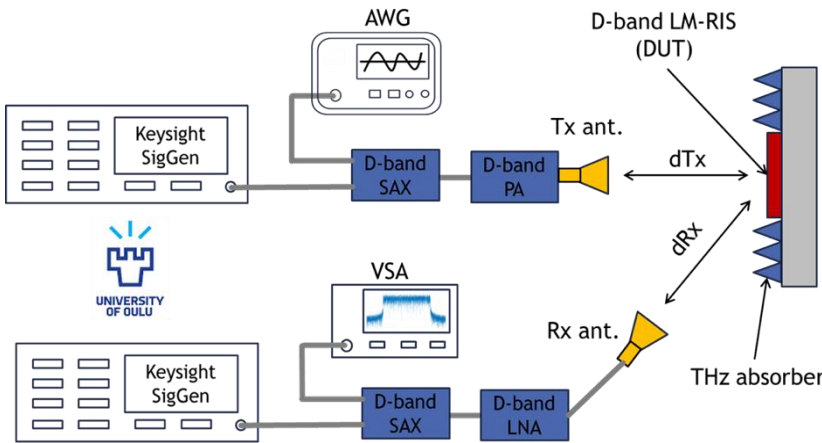 AWG
D-band LM-RIS
(DUT)
Keysight
SigGen
D-band
SAX
D-band
PA
Tx ant.
dTx
dRx
UNIVERSITY
OF OULU
VSA
Rx ant.
THz absorber
Keysight
SigGen
D-band
SAX
D-band
LNA